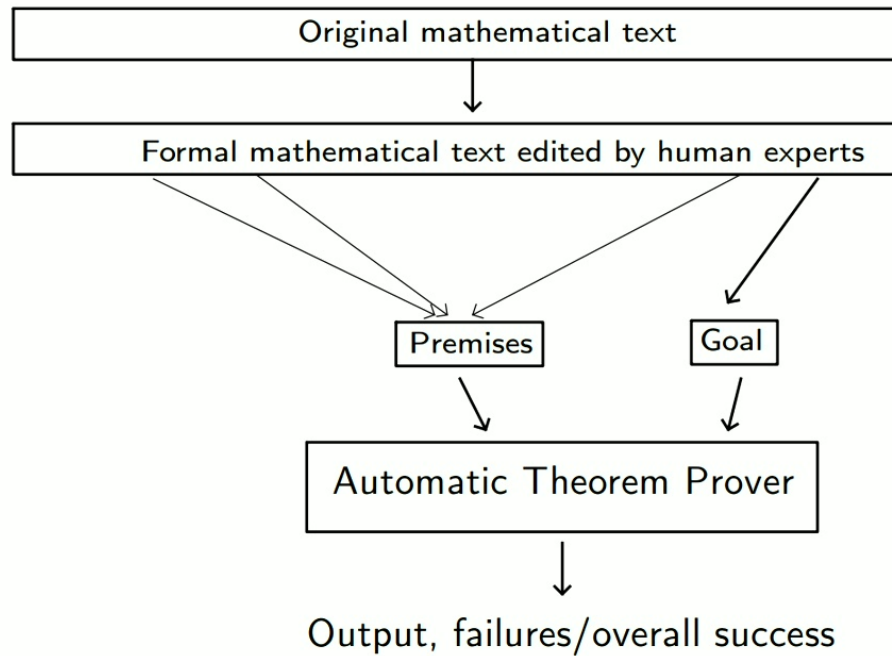 Original mathematical text
Formal mathematical text edited by human experts
Premises
Goal
Automatic Theorem Prover
Output, failures/overall success